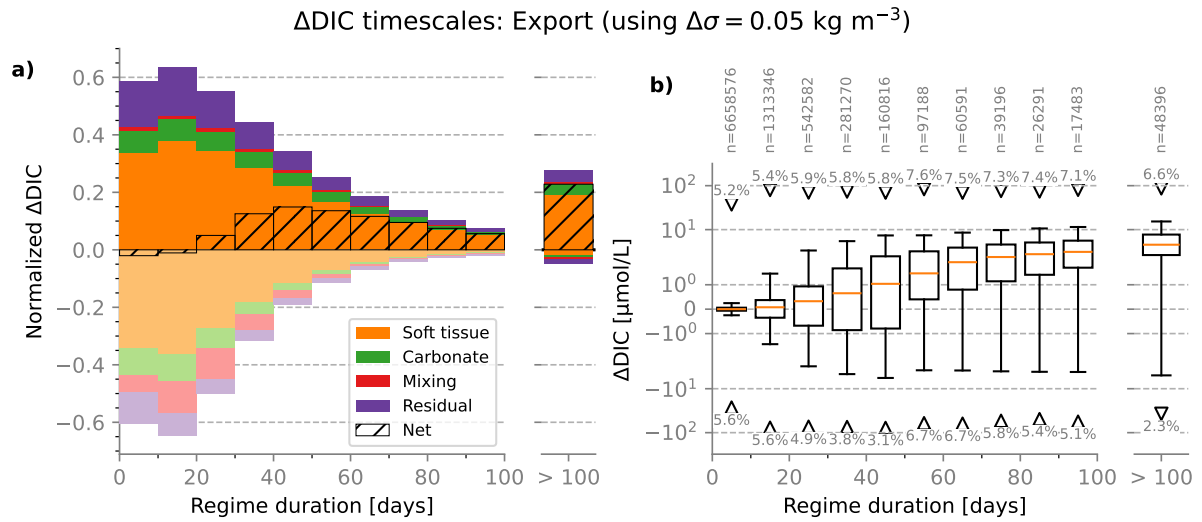 ΔDIC timescales: Export (using Δσ = 0.05 kg m⁻³)
a)
Normalized ΔDIC
0.6
0.4
0.2
0.0
−0.2
−0.4
−0.6
Soft tissue
Carbonate
Mixing
Residual
Net
0 20 40 60 80 100 > 100
Regime duration [days]
b)
n=6658576
n=1313346
n=542582
n=281270
n=160816
n=97188
n=60591
n=39196
n=26291
n=17483
n=48396
ΔDIC [μmol/L]
10²
10¹
10⁰
0
−10⁰
−10¹
−10²
5.2% 5.4% 5.9% 5.8% 5.8% 7.6% 7.5% 7.3% 7.4% 7.1% 6.6%
5.6% 5.6% 4.9% 3.8% 3.1% 6.7% 6.7% 5.8% 5.4% 5.1% 2.3%
0 20 40 60 80 100 > 100
Regime duration [days]